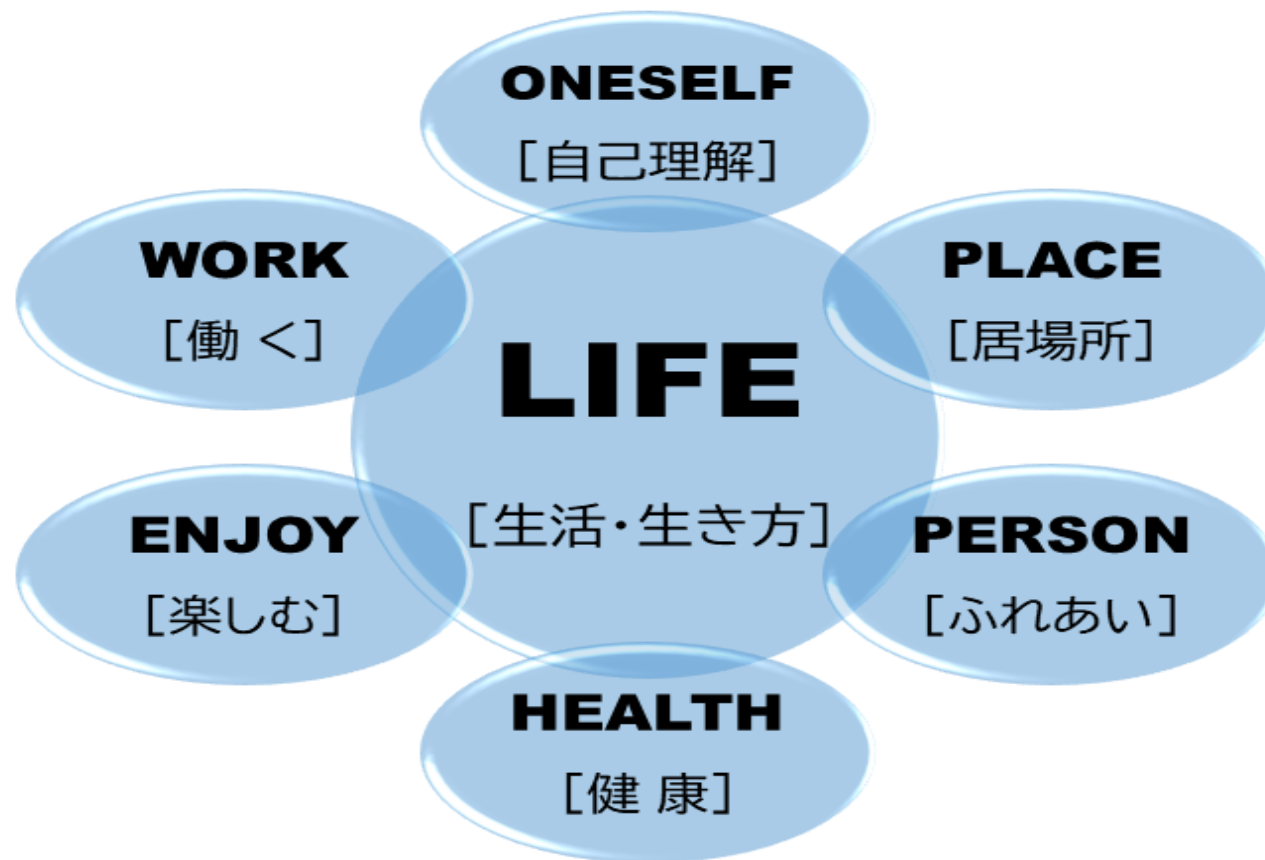 ONESELF
[自己理解]
WORK
[働 く]
PLACE
[居場所]
LIFE
[生活・生き方]
ENJOY
[楽しむ]
PERSON
[ふれあい]
HEALTH
[健 康]